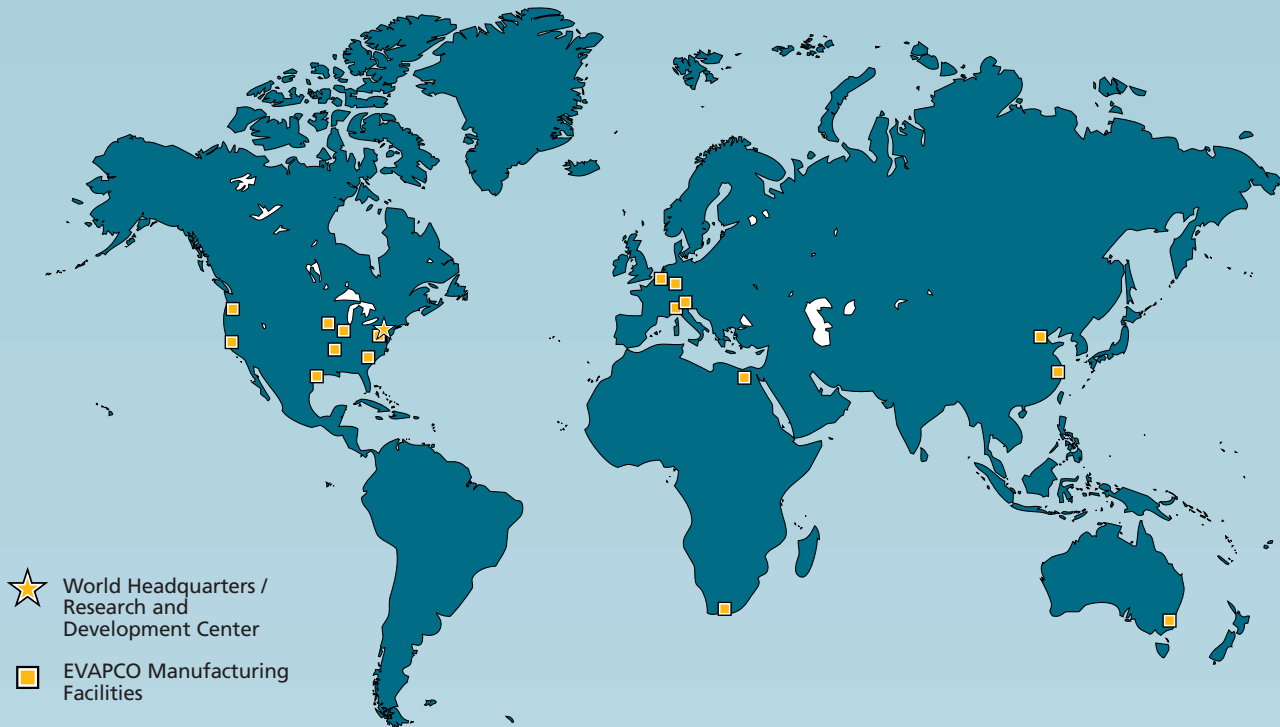 World Headquarters /
Research and
Development Center
EVAPCO Manufacturing
Facilities